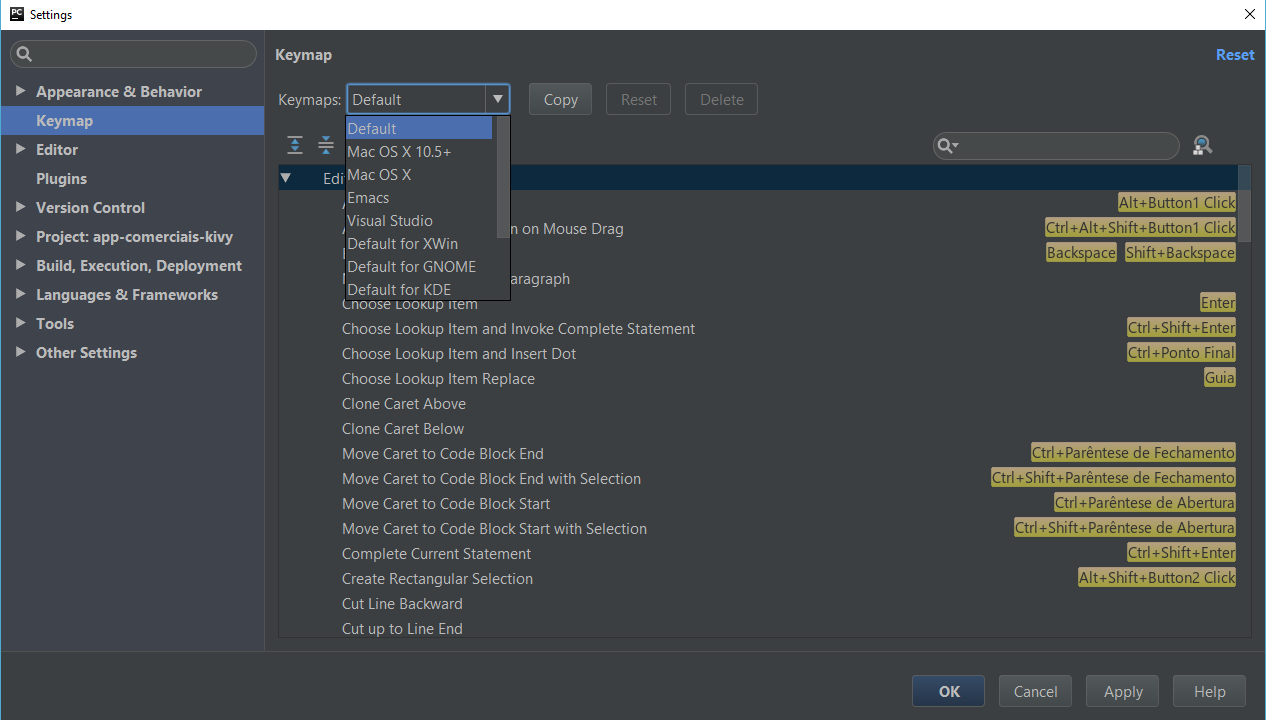 PC Settings
Keymap
Reset
Appearance & Behavior
Keymap
Editor
Plugins
Version Control
Project: app-comerciais-kivy
Build, Execution, Deployment
Languages & Frameworks
Tools
Other Settings
Keymaps: Default Copy Reset Delete
Default
Mac OS X 10.5+
Mac OS X
Emacs
Visual Studio
Default for XWin
Default for GNOME
Default for KDE
Alt+Button1 Click
on Mouse Drag Ctrl+Alt+Shift+Button1 Click
Backspace Shift+Backspace
Choose Lookup Item Enter
Choose Lookup Item and Invoke Complete Statement Ctrl+Shift+Enter
Choose Lookup Item and Insert Dot Ctrl+Ponto Final
Choose Lookup Item Replace Guia
Clone Caret Above
Clone Caret Below
Move Caret to Code Block End Ctrl+Parêntese de Fechamento
Move Caret to Code Block End with Selection Ctrl+Shift+Parêntese de Fechamento
Move Caret to Code Block Start Ctrl+Parêntese de Abertura
Move Caret to Code Block Start with Selection Ctrl+Shift+Parêntese de Abertura
Complete Current Statement Ctrl+Shift+Enter
Create Rectangular Selection Alt+Shift+Button2 Click
Cut Line Backward
Cut up to Line End
OK Cancel Apply Help